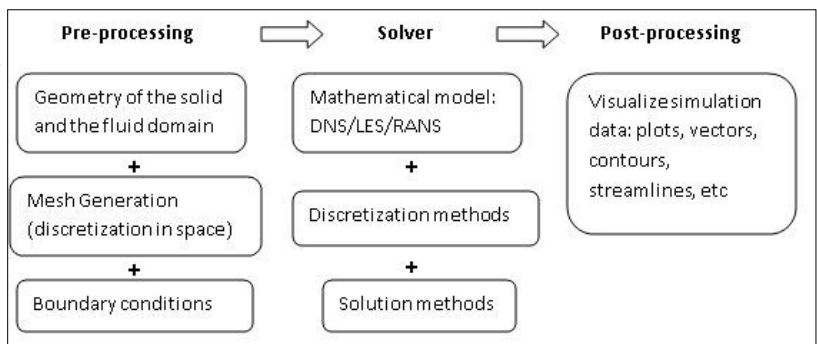 Pre-processing
Solver
Post-processing
Geometry of the solid
and the fluid domain
+
Mesh Generation
(discretization in space)
+
Boundary conditions
Mathematical model:
DNS/LES/RANS
+
Discretization methods
+
Solution methods
Visualize simulation
data: plots, vectors,
contours,
streamlines, etc